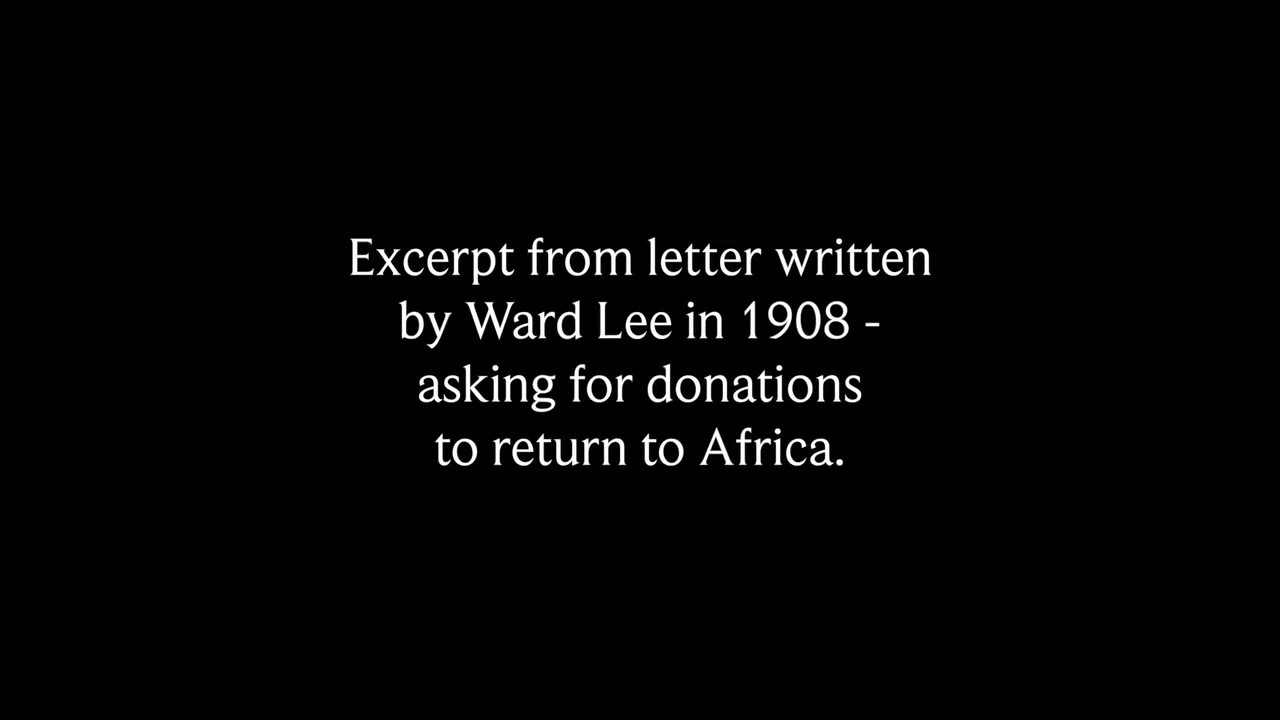 Excerpt from letter written
by Ward Lee in 1908 -
asking for donations
to return to Africa.